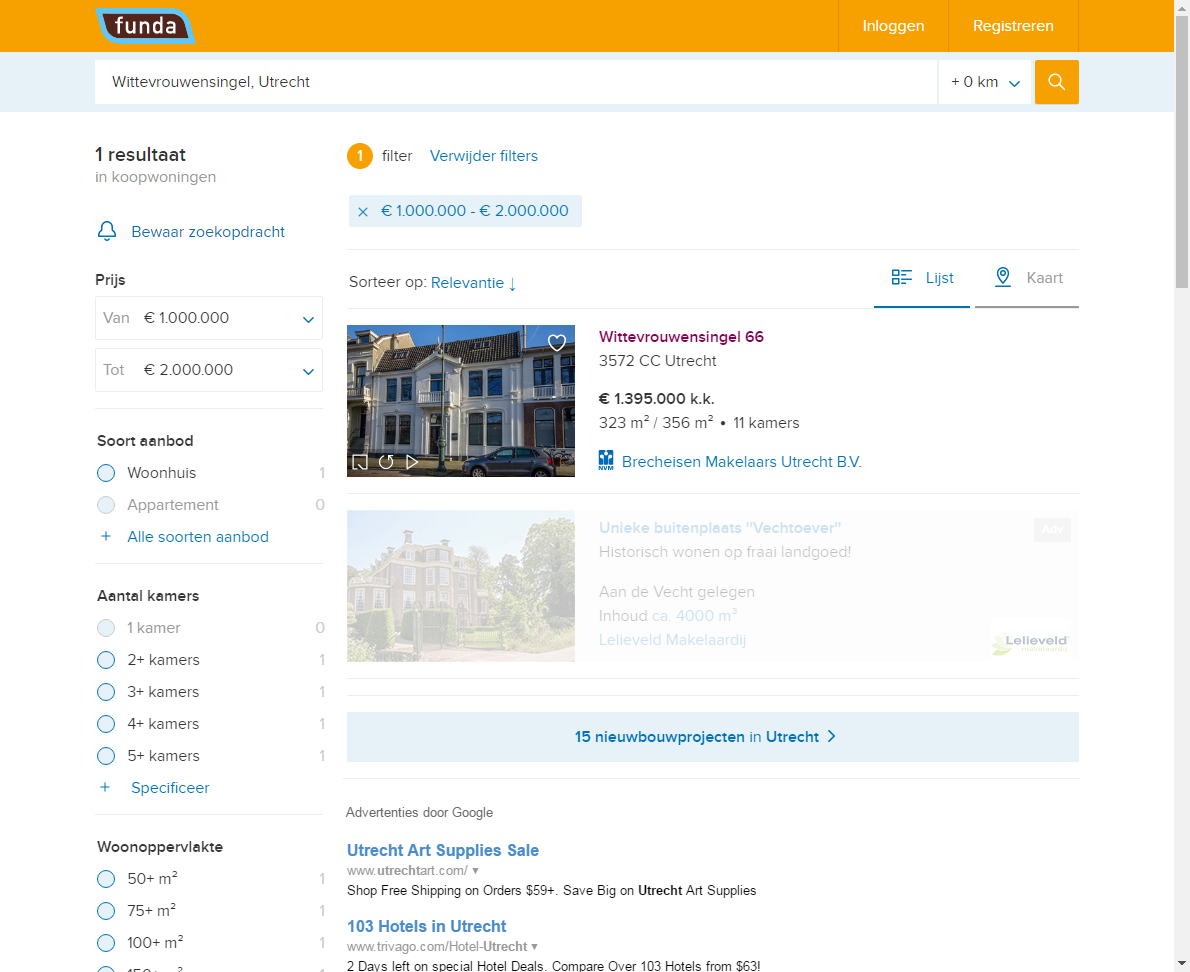 funda
Inloggen
Registreren
Wittevrouwensingel, Utrecht
+ 0 km
1 resultaat
in koopwoningen
Bewaar zoekopdracht
Prijs
Van € 1.000.000
Tot € 2.000.000
Soort aanbod
Woonhuis 1
Appartement 0
+ Alle soorten aanbod
Aantal kamers
1 kamer 0
2+ kamers 1
3+ kamers 1
4+ kamers 1
5+ kamers 1
+ Specificeer
Woonoppervlakte
50+ m² 1
75+ m² 1
100+ m² 1
150+ m² 1
1 filter Verwijder filters
× € 1.000.000 - € 2.000.000
Sorteer op: Relevantie ↓
Lijst
Kaart
Wittevrouwensingel 66
3572 CC Utrecht
€ 1.395.000 k.k.
323 m² / 356 m² • 11 kamers
NVM
Brecheisen Makelaars Utrecht B.V.
Unieke buitenplaats "Vechtoever"
Adv
Historisch wonen op fraai landgoed!
Aan de Vecht gelegen
Inhoud ca. 4000 m³
Lelieveld Makelaardij
Lelieveld
makelaardij
15 nieuwbouwprojecten in Utrecht >
Advertenties door Google
Utrecht Art Supplies Sale
www.utrechtart.com/ ▼
Shop Free Shipping on Orders $59+. Save Big on Utrecht Art Supplies
103 Hotels in Utrecht
www.trivago.com/Hotel-Utrecht ▼
2 Days left on special Hotel Deals. Compare Over 103 Hotels from $63!